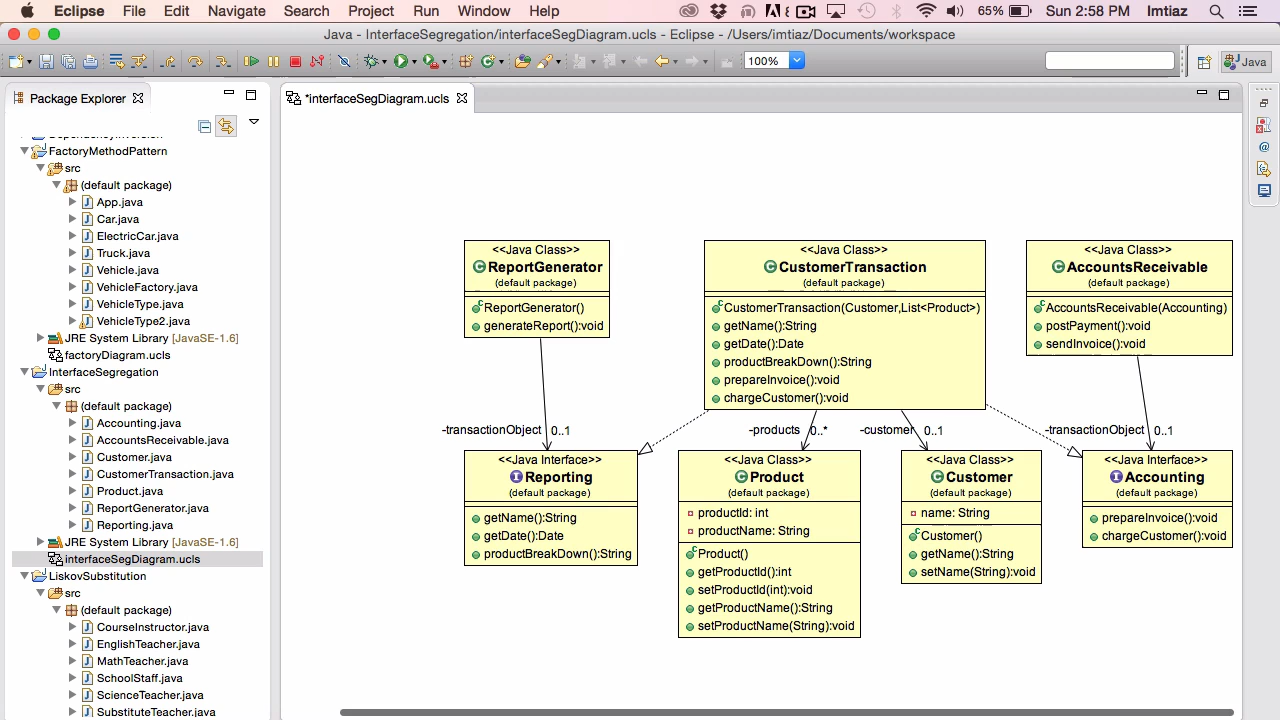 Eclipse File Edit Navigate Search Project Run Window Help 65% Sun 2:58 PM Imtiaz
Java - InterfaceSegregation/interfaceSegDiagram.ucls - Eclipse - /Users/imtiaz/Documents/workspace
100% Java
Package Explorer
*interfaceSegDiagram.ucls
DependencyInversion
FactoryMethodPattern
src
(default package)
App.java
Car.java
ElectricCar.java
Truck.java
Vehicle.java
VehicleFactory.java
VehicleType.java
VehicleType2.java
JRE System Library [JavaSE-1.6]
factoryDiagram.ucls
InterfaceSegregation
src
(default package)
Accounting.java
AccountsReceivable.java
Customer.java
CustomerTransaction.java
Product.java
ReportGenerator.java
Reporting.java
JRE System Library [JavaSE-1.6]
interfaceSegDiagram.ucls
LiskovSubstitution
src
(default package)
CourseInstructor.java
EnglishTeacher.java
MathTeacher.java
SchoolStaff.java
ScienceTeacher.java
SubstituteTeacher.java
<<Java Class>>
ReportGenerator
(default package)
ReportGenerator()
generateReport():void
<<Java Class>>
CustomerTransaction
(default package)
CustomerTransaction(Customer,List<Product>)
getName():String
getDate():Date
productBreakDown():String
prepareInvoice():void
chargeCustomer():void
<<Java Class>>
AccountsReceivable
(default package)
AccountsReceivable(Accounting)
postPayment():void
sendInvoice():void
-transactionObject 0..1
-products 0..*
-customer 0..1
-transactionObject 0..1
<<Java Interface>>
Reporting
(default package)
getName():String
getDate():Date
productBreakDown():String
<<Java Class>>
Product
(default package)
productId: int
productName: String
Product()
getProductId():int
setProductId(int):void
getProductName():String
setProductName(String):void
<<Java Class>>
Customer
(default package)
name: String
Customer()
getName():String
setName(String):void
<<Java Interface>>
Accounting
(default package)
prepareInvoice():void
chargeCustomer():void